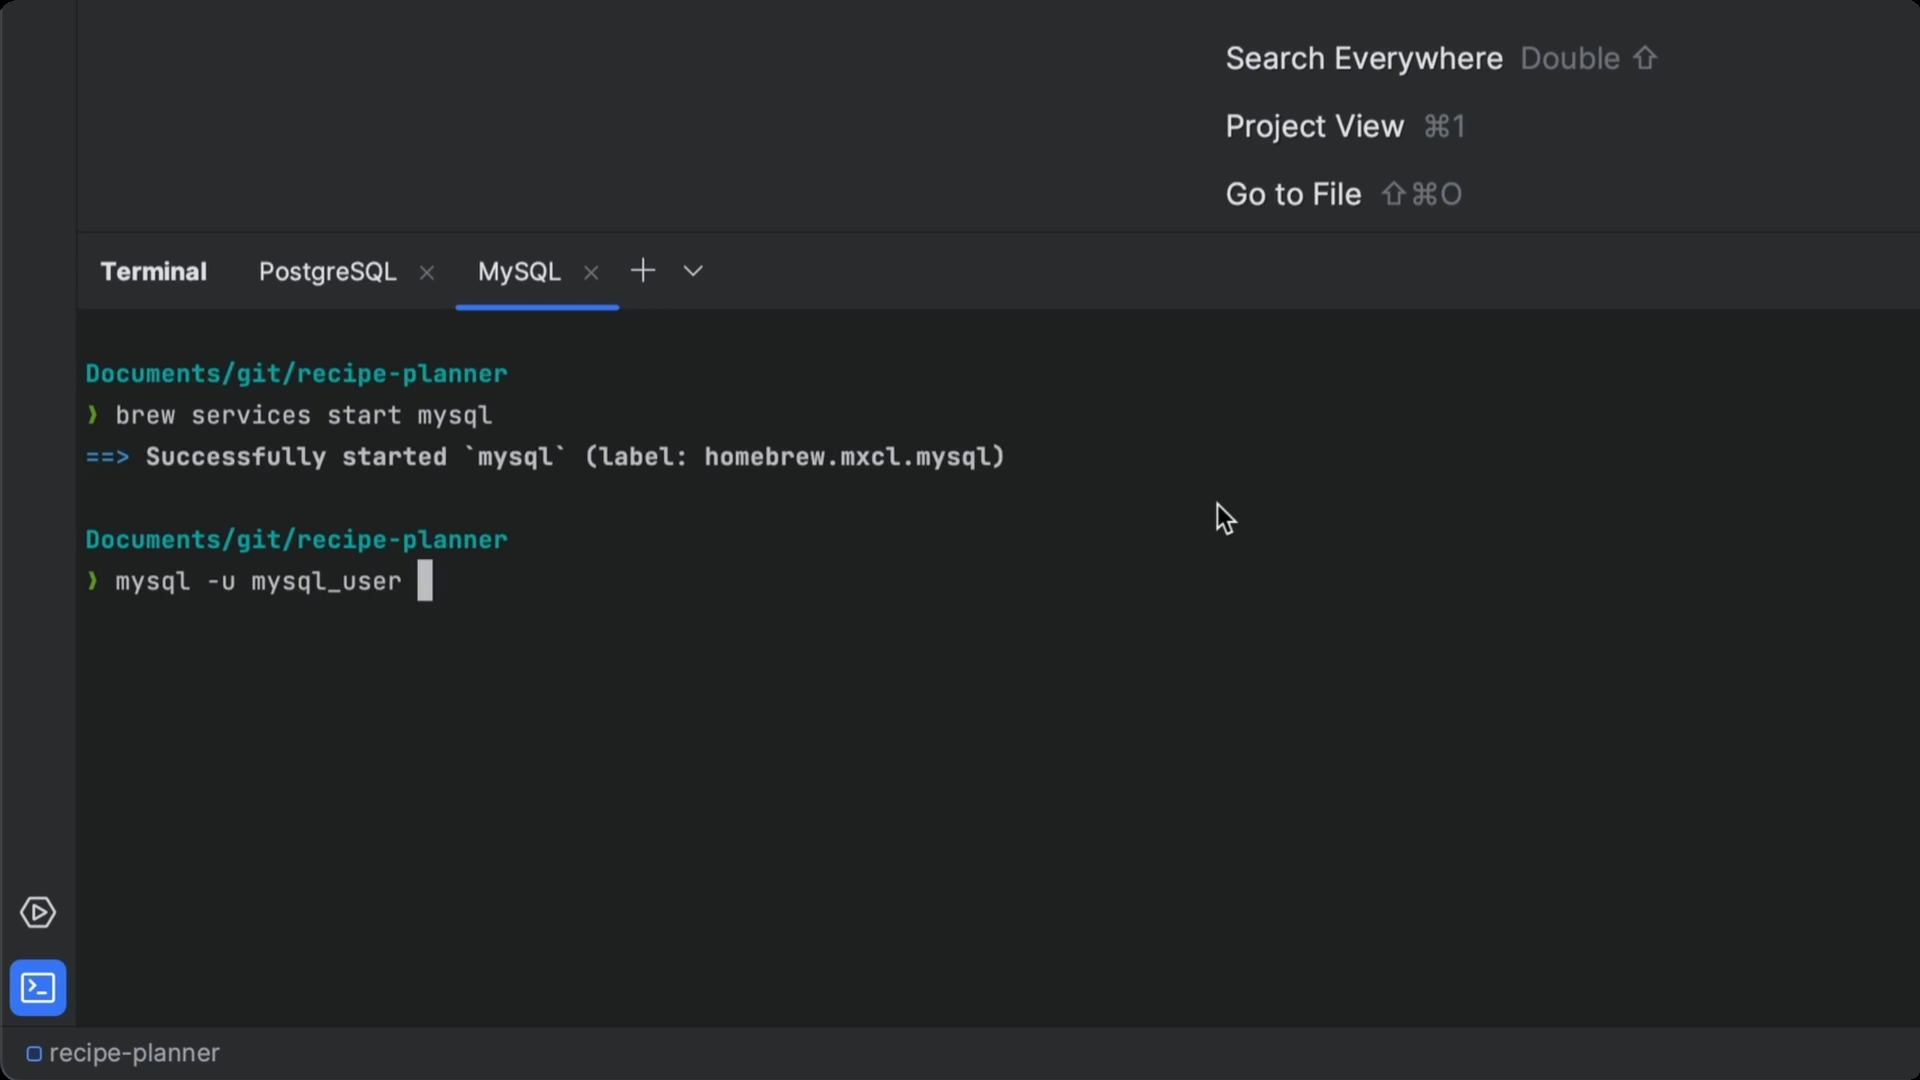 Search Everywhere Double ⇧
Project View ⌘1
Go to File ⇧⌘O
Terminal PostgreSQL × MySQL ×
Documents/git/recipe-planner
❯ brew services start mysql
==> Successfully started `mysql` (label: homebrew.mxcl.mysql)
Documents/git/recipe-planner
❯ mysql -u mysql_user
recipe-planner